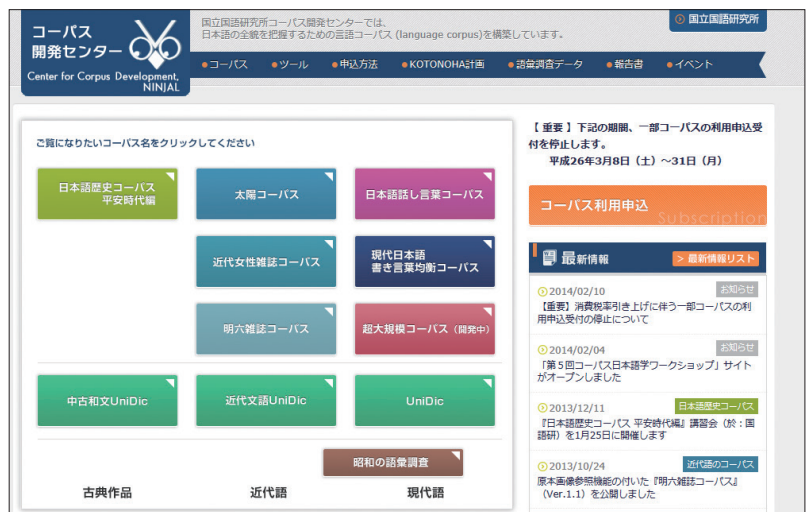 コーパス
開発センター
Center for Corpus Development,
NINJAL
国立国語研究所コーパス開発センターでは、
日本語の全貌を把握するための言語コーパス (language corpus)を構築しています。
国立国語研究所
●コーパス ●ツール ●申込方法 ●KOTONOHA計画 ●語彙調査データ ●報告書 ●イベント
ご覧になりたいコーパス名をクリックしてください
日本語歴史コーパス
平安時代編
太陽コーパス
日本語話し言葉コーパス
近代女性雑誌コーパス
現代日本語
書き言葉均衡コーパス
明六雑誌コーパス
超大規模コーパス（開発中）
中古和文UniDic
近代文語UniDic
UniDic
昭和の語彙調査
古典作品
近代語
現代語
【 重要 】下記の期間、一部コーパスの利用申込受
付を停止します。
平成26年3月8日（土）～31日（月）
コーパス利用申込
Subscription
最新情報
> 最新情報リスト
2014/02/10 お知らせ
【重要】消費税率引き上げに伴う一部コーパスの利
用申込受付の停止について
2014/02/04 お知らせ
「第５回コーパス日本語学ワークショップ」サイト
がオープンしました
2013/12/11 日本語歴史コーパス
『日本語歴史コーパス 平安時代編』講習会（於：国
語研）を1月25日に開催します
2013/10/24 近代語のコーパス
原本画像参照機能の付いた『明六雑誌コーパス』
（Ver.1.1）を公開しました